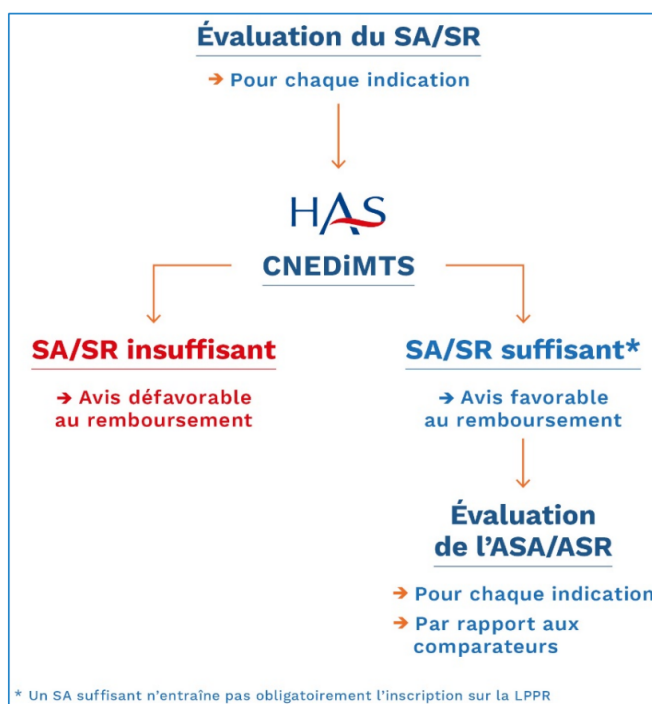 Évaluation du SA/SR
➔ Pour chaque indication
HAS
CNEDiMTS
SA/SR insuffisant
➔ Avis défavorable
au remboursement
SA/SR suffisant*
➔ Avis favorable
au remboursement
Évaluation
de l’ASA/ASR
➔ Pour chaque indication
➔ Par rapport aux
comparateurs
* Un SA suffisant n’entraîne pas obligatoirement l’inscription sur la LPPR